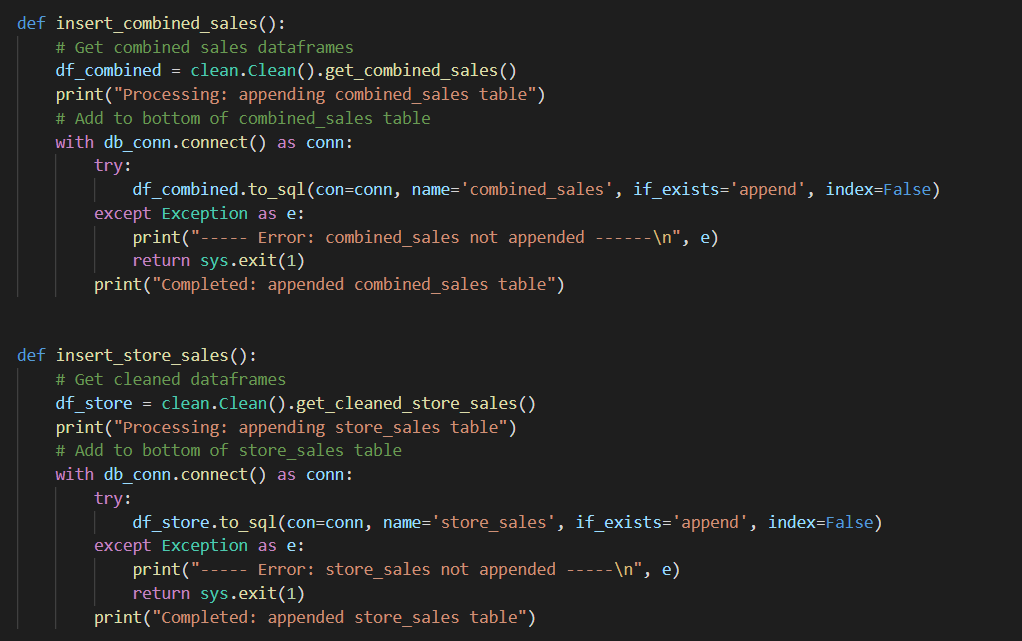 def insert_combined_sales():
    # Get combined sales dataframes
    df_combined = clean.Clean().get_combined_sales()
    print("Processing: appending combined_sales table")
    # Add to bottom of combined_sales table
    with db_conn.connect() as conn:
        try:
            df_combined.to_sql(con=conn, name='combined_sales', if_exists='append', index=False)
        except Exception as e:
            print("----- Error: combined_sales not appended ------\n", e)
            return sys.exit(1)
        print("Completed: appended combined_sales table")
def insert_store_sales():
    # Get cleaned dataframes
    df_store = clean.Clean().get_cleaned_store_sales()
    print("Processing: appending store_sales table")
    # Add to bottom of store_sales table
    with db_conn.connect() as conn:
        try:
            df_store.to_sql(con=conn, name='store_sales', if_exists='append', index=False)
        except Exception as e:
            print("----- Error: store_sales not appended -----\n", e)
            return sys.exit(1)
        print("Completed: appended store_sales table")